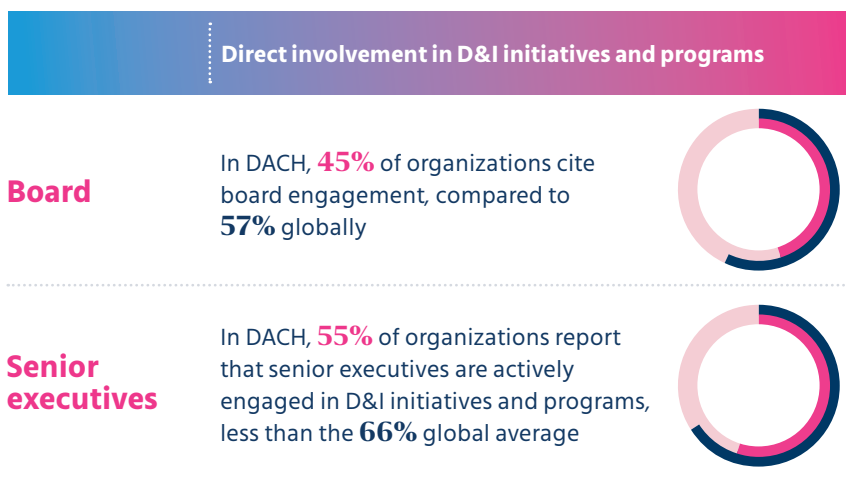 Direct involvement in D&I initiatives and programs
Board
In DACH, 45% of organizations cite
board engagement, compared to
57% globally
Senior
executives
In DACH, 55% of organizations report
that senior executives are actively
engaged in D&I initiatives and programs,
less than the 66% global average